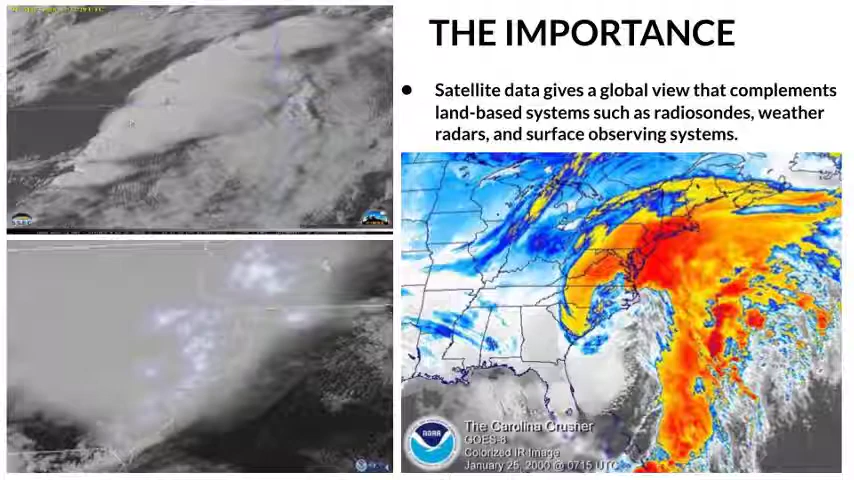 THE IMPORTANCE
● Satellite data gives a global view that complements
land-based systems such as radiosondes, weather
radars, and surface observing systems.
NOAA
The Carolina Crusher
GOES-8
Colorized IR Image
January 25, 2000 @ 0715 UTC